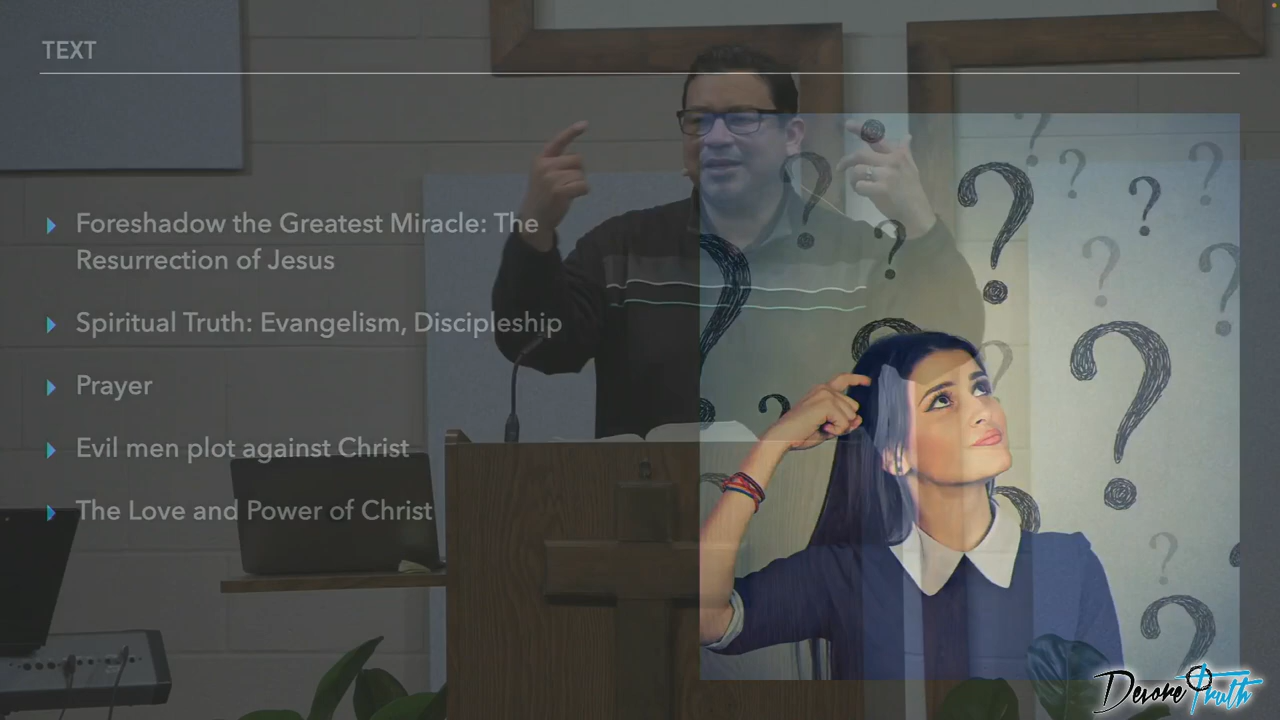 TEXT
Foreshadow the Greatest Miracle: The
Resurrection of Jesus
Spiritual Truth: Evangelism, Discipleship
Prayer
Evil men plot against Christ
The Love and Power of Christ
Truth